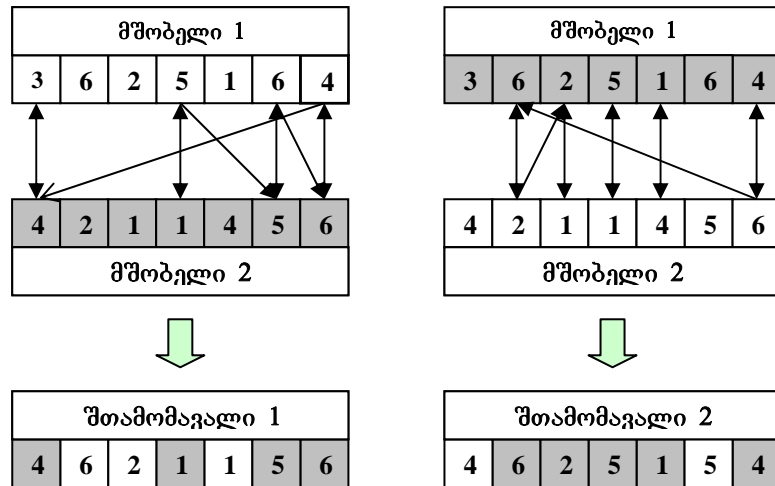 მშობელი 1
3 6 2 5 1 6 4
4 2 1 1 4 5 6
მშობელი 2
შთამომავალი 1
4 6 2 1 1 5 6
მშობელი 1
3 6 2 5 1 6 4
4 2 1 1 4 5 6
მშობელი 2
შთამომავალი 2
4 6 2 5 1 5 4